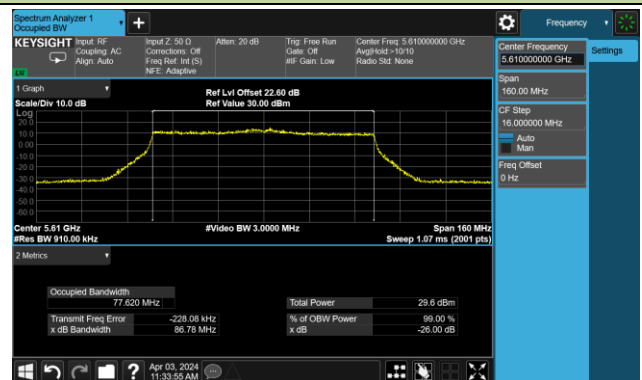 Spectrum Analyzer 1
Occupied BW
Frequency
KEYSIGHT
Input: RF
Coupling: AC
Align: Auto
Input Z: 50 Ω
Corrections: Off
Freq Ref: Int (S)
NFE: Adaptive
Atten: 20 dB
Trig: Free Run
Gate: Off
#IF Gain: Low
Center Freq: 5.610000000 GHz
Avg|Hold:>10/10
Radio Std: None
Center Frequency
5.610000000 GHz
Settings
Span
160.00 MHz
CF Step
16.000000 MHz
Auto
Man
Freq Offset
0 Hz
LU
1 Graph
Scale/Div 10.0 dB
Ref Lvl Offset 22.60 dB
Ref Value 30.00 dBm
Log
20.0
10.0
0.00
-10.0
-20.0
-30.0
-40.0
-50.0
-60.0
Center 5.61 GHz
#Video BW 3.0000 MHz
Span 160 MHz
#Res BW 910.00 kHz
Sweep 1.07 ms (2001 pts)
2 Metrics
Occupied Bandwidth
77.620 MHz
Total Power 29.6 dBm
Transmit Freq Error -228.08 kHz
% of OBW Power 99.00 %
x dB Bandwidth 86.78 MHz
x dB -26.00 dB
?
Apr 03, 2024
11:33:55 AM